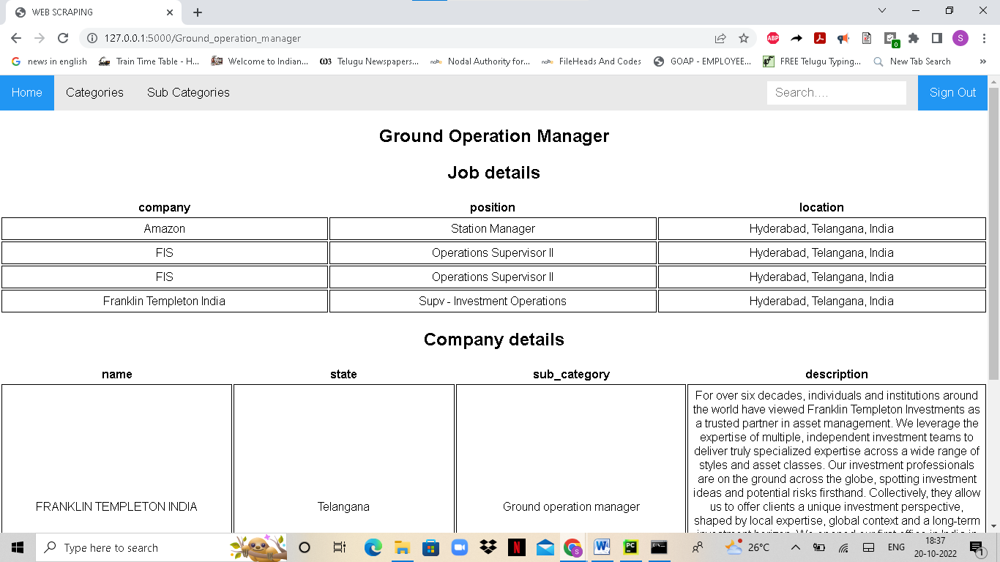 WEB SCRAPING
127.0.0.1:5000/Ground_operation_manager
ABP
0
S
G news in english
Train Time Table - H...
Welcome to Indian...
Telugu Newspapers...
Nodal Authority for...
FileHeads And Codes
GOAP - EMPLOYEE...
FREE Telugu Typing...
New Tab Search
»
Home Categories Sub Categories Search.... Sign Out
Ground Operation Manager
Job details
company position location
Amazon Station Manager Hyderabad, Telangana, India
FIS Operations Supervisor II Hyderabad, Telangana, India
FIS Operations Supervisor II Hyderabad, Telangana, India
Franklin Templeton India Supv - Investment Operations Hyderabad, Telangana, India
Company details
name state sub_category description
For over six decades, individuals and institutions around
the world have viewed Franklin Templeton Investments as
a trusted partner in asset management. We leverage the
expertise of multiple, independent investment teams to
deliver truly specialized expertise across a wide range of
styles and asset classes. Our investment professionals
are on the ground across the globe, spotting investment
ideas and potential risks firsthand. Collectively, they allow
us to offer clients a unique investment perspective,
shaped by local expertise, global context and a long-term
FRANKLIN TEMPLETON INDIA Telangana Ground operation manager
Type here to search
N
S
W
PC
26°C
ENG
18:37
20-10-2022
1